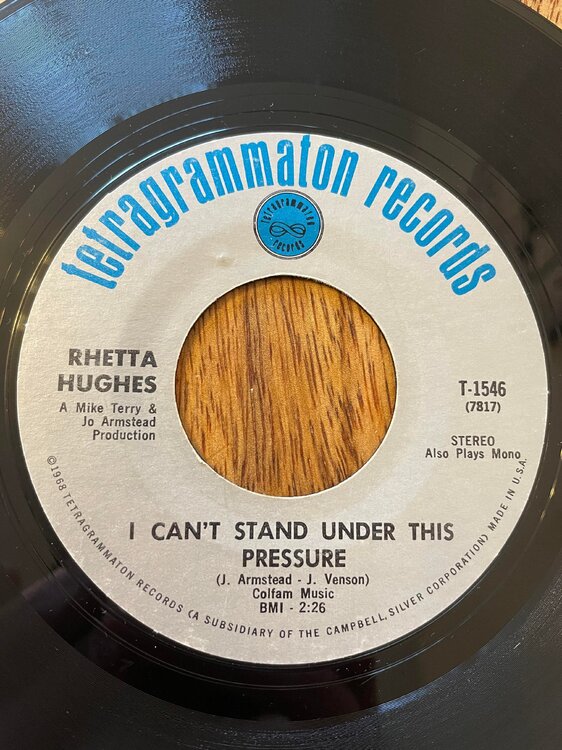 tetragrammaton records
tetragrammaton
records
RHETTA
HUGHES
A Mike Terry &
Jo Armstead
Production
T-1546
(7817)
STEREO
Also Plays Mono
I CAN'T STAND UNDER THIS
PRESSURE
(J. Armstead - J. Venson)
Colfam Music
BMI - 2:26
©1968 TETRAGRAMMATON RECORDS (A SUBSIDIARY OF THE CAMPBELL, SILVER CORPORATION) MADE IN U.S.A.